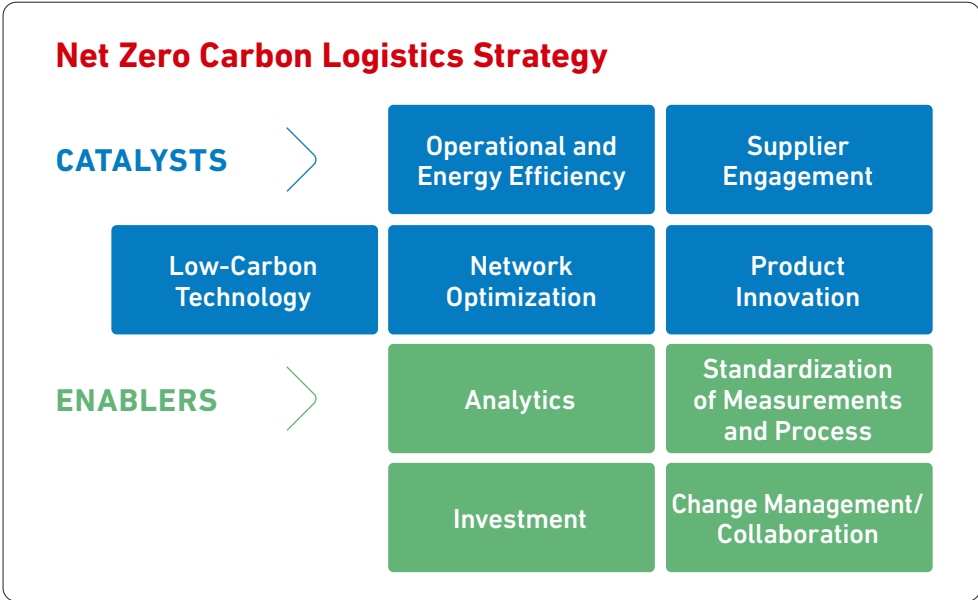 Net Zero Carbon Logistics Strategy
CATALYSTS
Operational and
Energy Efficiency
Supplier
Engagement
Low-Carbon
Technology
Network
Optimization
Product
Innovation
ENABLERS
Analytics
Standardization
of Measurements
and Process
Investment
Change Management/
Collaboration